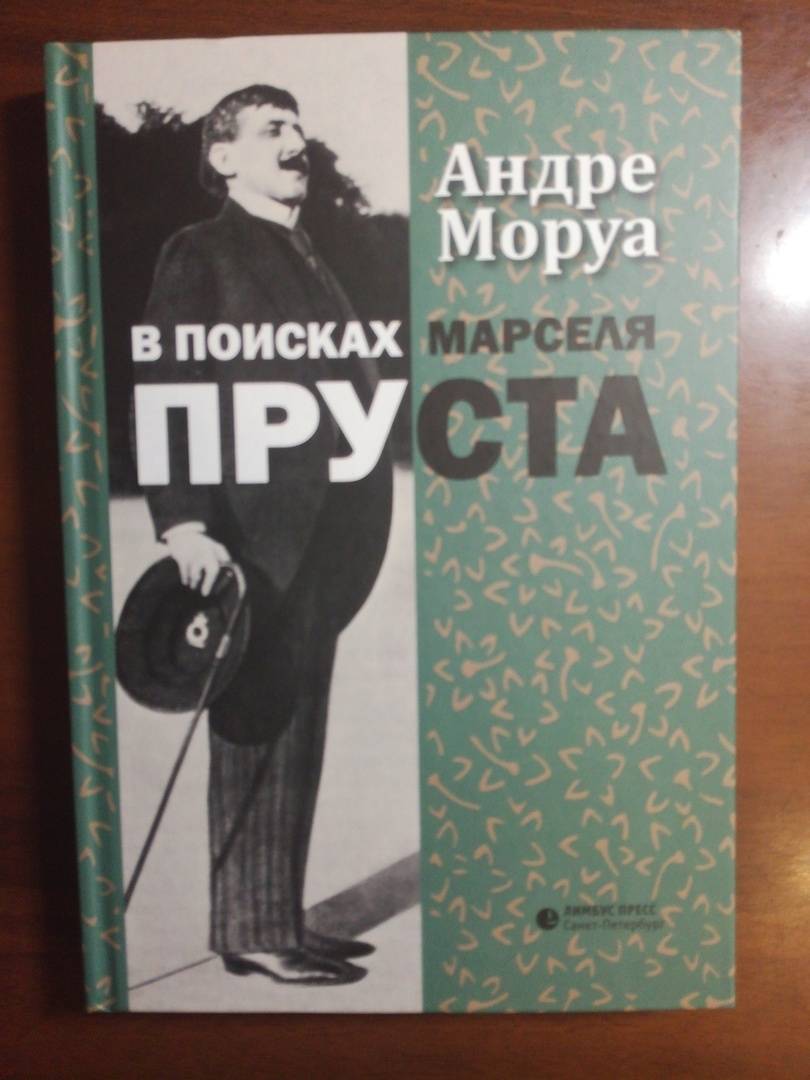 Андре
Моруа
В ПОИСКАХ МАРСЕЛЯ
ПРУСТА
ЛИМБУС ПРЕСС
Санкт-Петербург